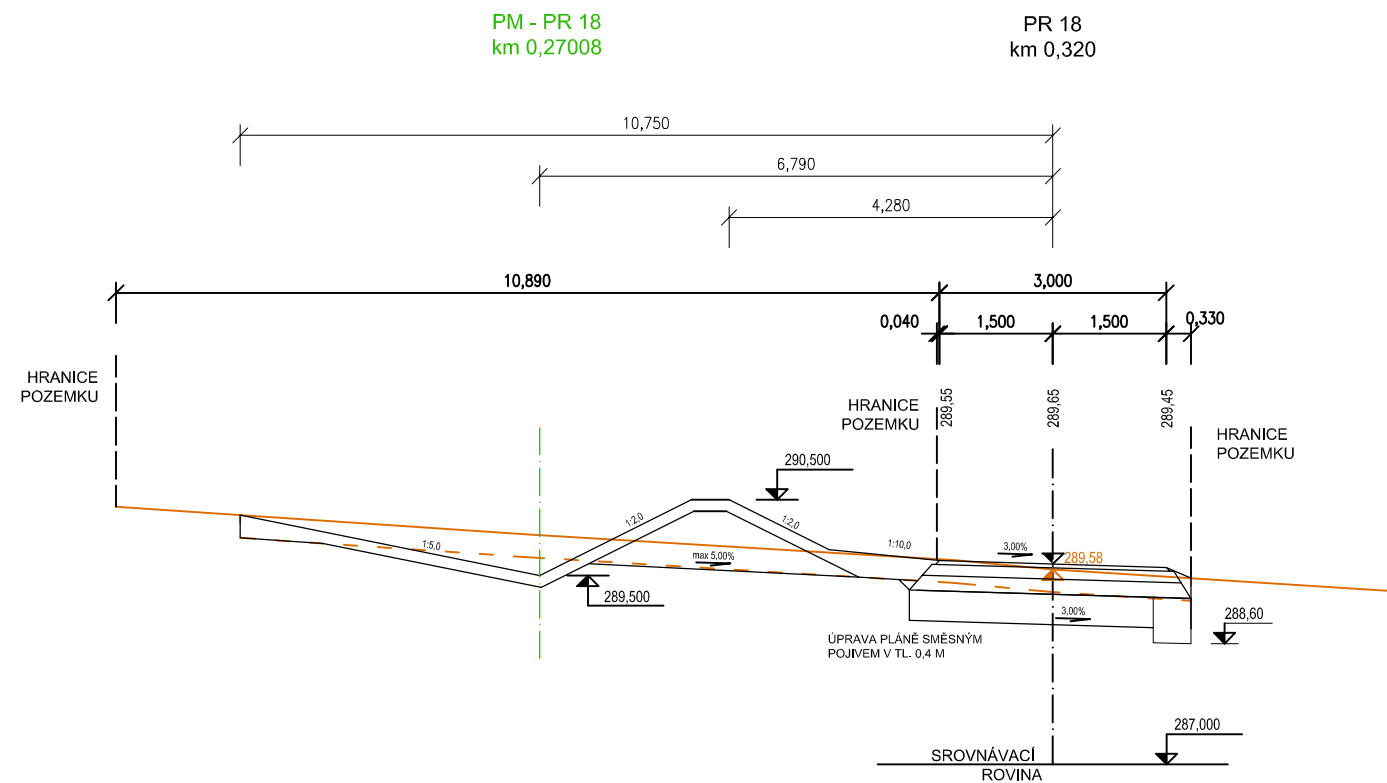 PM - PR 18
km 0,27008
PR 18
km 0,320
10,750
6,790
4,280
10,890
3,000
0,040
1,500
1,500
0,330
HRANICE
POZEMKU
HRANICE
POZEMKU
289,55
289,65
289,45
HRANICE
POZEMKU
290,500
1:2,0
1:2,0
1:5,0
max 5,00%
1:10,0
3,00%
289,58
289,500
3,00%
288,60
ÚPRAVA PLÁNĚ SMĚSNÝM
POJIVEM V TL. 0,4 M
287,000
SROVNÁVACÍ
ROVINA